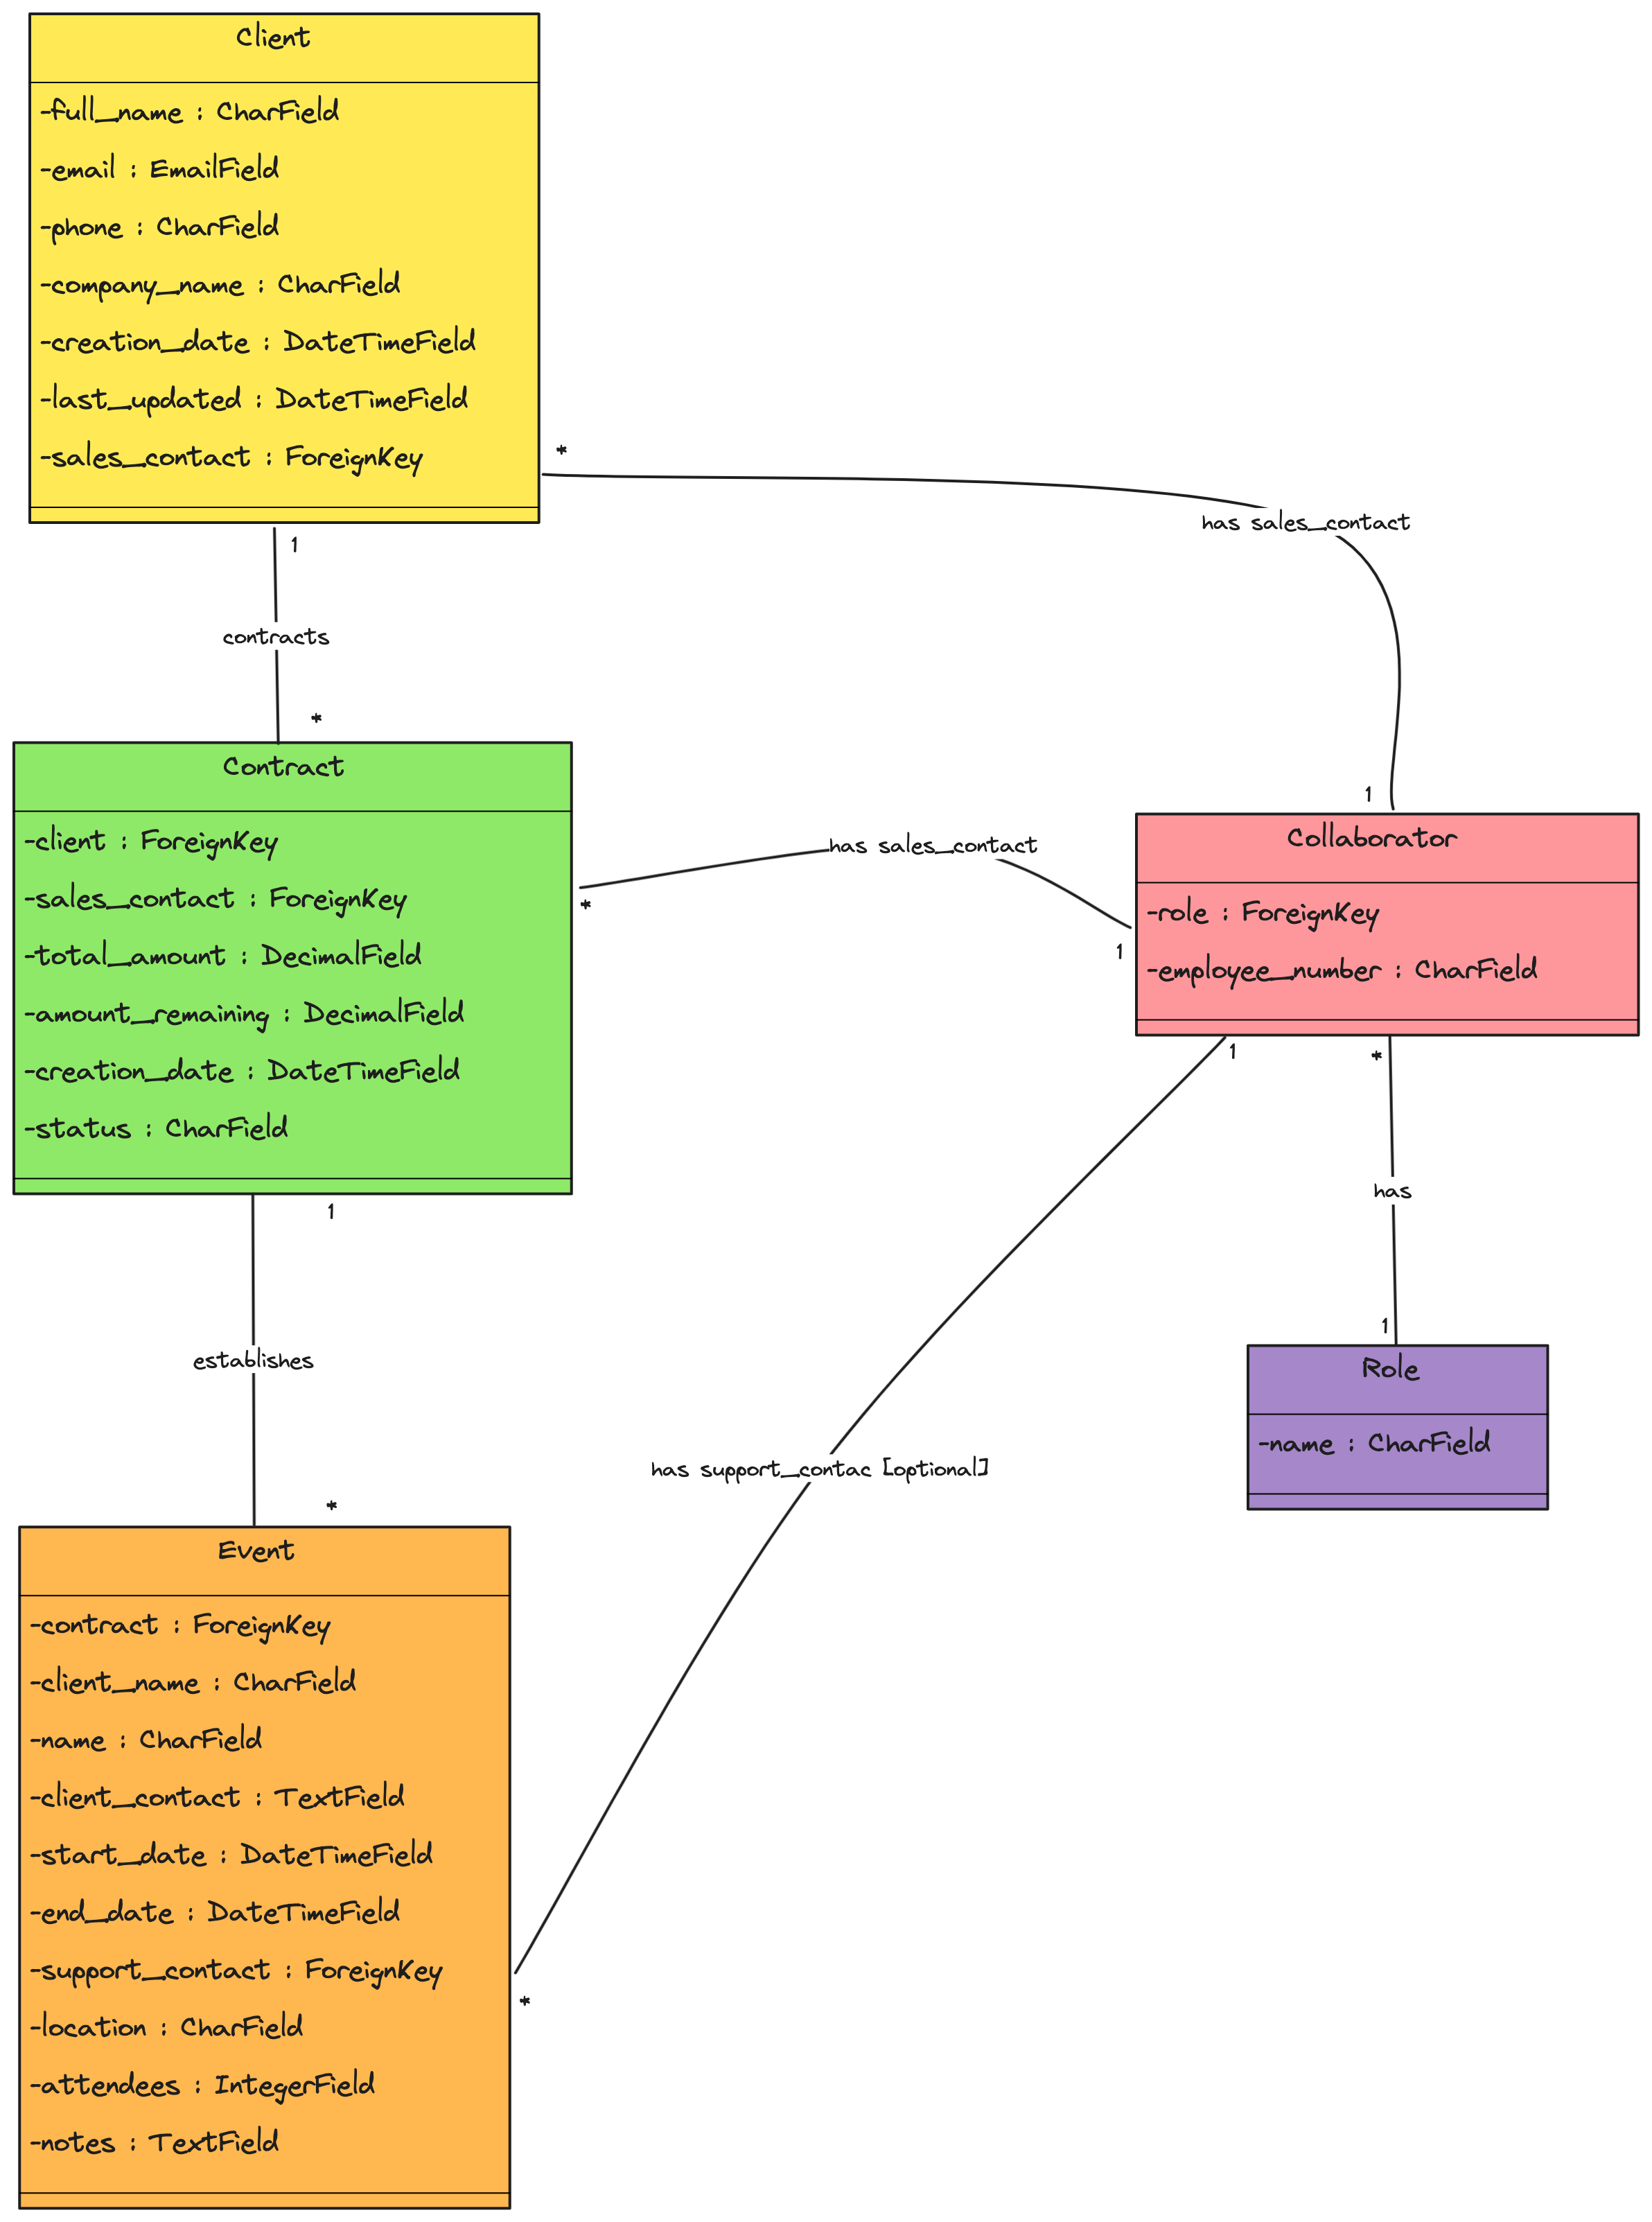 Client
-full_name : CharField
-email : EmailField
-phone : CharField
-company_name : CharField
-creation_date : DateTimeField
-last_updated : DateTimeField
-sales_contact : ForeignKey
*
has sales_contact
1
1
contracts
*
Contract
-client : ForeignKey
-sales_contact : ForeignKey
-total_amount : DecimalField
-amount_remaining : DecimalField
-creation_date : DateTimeField
-status : CharField
has sales_contact
*
1
Collaborator
-role : ForeignKey
-employee_number : CharField
1
*
has
1
Role
-name : CharField
1
establishes
*
has support_contac [optional]
*
Event
-contract : ForeignKey
-client_name : CharField
-name : CharField
-client_contact : TextField
-start_date : DateTimeField
-end_date : DateTimeField
-support_contact : ForeignKey
-location : CharField
-attendees : IntegerField
-notes : TextField